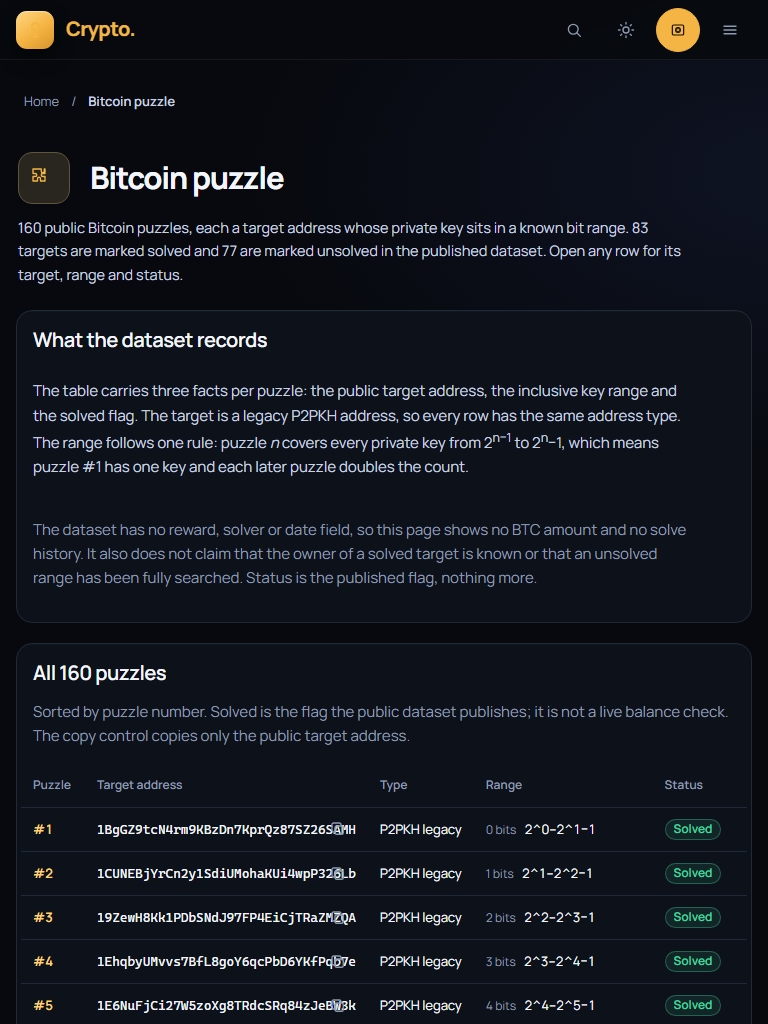 Crypto.
Home / Bitcoin puzzle
Bitcoin puzzle
160 public Bitcoin puzzles, each a target address whose private key sits in a known bit range. 83
targets are marked solved and 77 are marked unsolved in the published dataset. Open any row for its
target, range and status.
What the dataset records
The table carries three facts per puzzle: the public target address, the inclusive key range and
the solved flag. The target is a legacy P2PKH address, so every row has the same address type.
The range follows one rule: puzzle n covers every private key from 2ⁿ⁻¹ to 2ⁿ−1, which means
puzzle #1 has one key and each later puzzle doubles the count.
The dataset has no reward, solver or date field, so this page shows no BTC amount and no solve
history. It also does not claim that the owner of a solved target is known or that an unsolved
range has been fully searched. Status is the published flag, nothing more.
All 160 puzzles
Sorted by puzzle number. Solved is the flag the public dataset publishes; it is not a live balance check.
The copy control copies only the public target address.
Puzzle Target address Type Range Status
#1 P2PKH legacy 0 bits 2^0-2^1-1 Solved
#2 P2PKH legacy 1 bits 2^1-2^2-1 Solved
#3 P2PKH legacy 2 bits 2^2-2^3-1 Solved
#4 P2PKH legacy 3 bits 2^3-2^4-1 Solved
#5 P2PKH legacy 4 bits 2^4-2^5-1 Solved